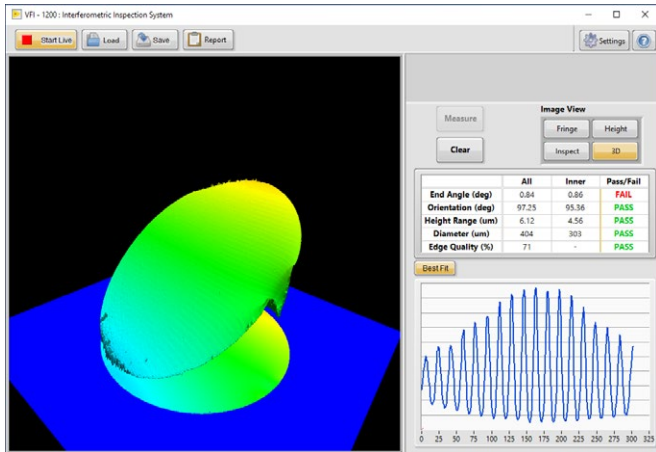 VFI - 1200 : Interferometric Inspection System
Start Live Load Save Report Settings
Image View
Measure Fringe Height
Clear Inspect 3D
All Inner Pass/Fail
End Angle (deg) 0.84 0.86 FAIL
Orientation (deg) 97.25 95.36 PASS
Height Range (um) 6.12 4.56 PASS
Diameter (um) 404 303 PASS
Edge Quality (%) 71 - PASS
Best Fit
0 25 50 75 100 125 150 175 200 225 250 275 300 325